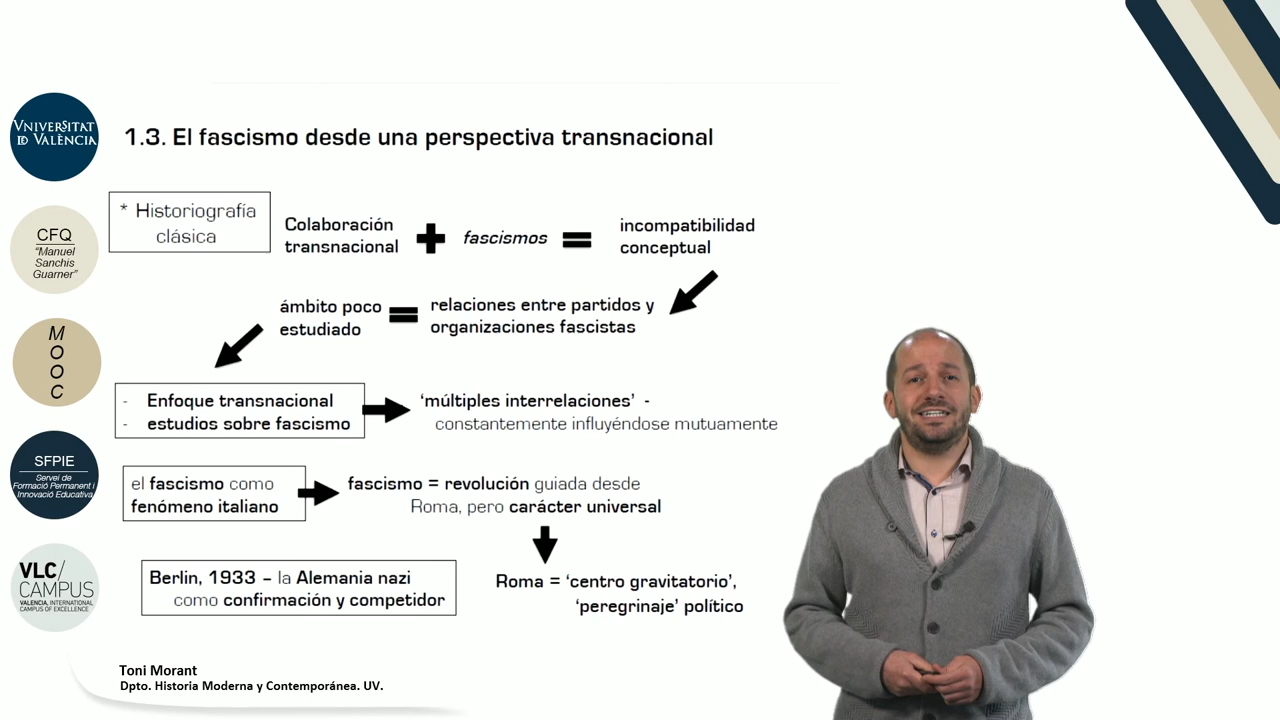 1.3. El fascismo desde una perspectiva transnacional
* Historiografía
clásica
Colaboración
transnacional
+
fascismos
=
incompatibilidad
conceptual
ámbito poco
estudiado
=
relaciones entre partidos y
organizaciones fascistas
- Enfoque transnacional
- estudios sobre fascismo
‘múltiples interrelaciones’ -
constantemente influyéndose mutuamente
el fascismo como
fenómeno italiano
fascismo = revolución guiada desde
Roma, pero carácter universal
Berlin, 1933 – la Alemania nazi
como confirmación y competidor
Roma = ‘centro gravitatorio’,
‘peregrinaje’ político
VNIVERSITAT
ID VALÈNCIA
CFQ
“Manuel
Sanchis
Guarner”
M
O
O
C
SFPIE
Servei de
Formació Permanent i
Innovació Educativa
VLC/
CAMPUS
VALENCIA, INTERNATIONAL
CAMPUS OF EXCELLENCE
Toni Morant
Dpto. Historia Moderna y Contemporánea. UV.